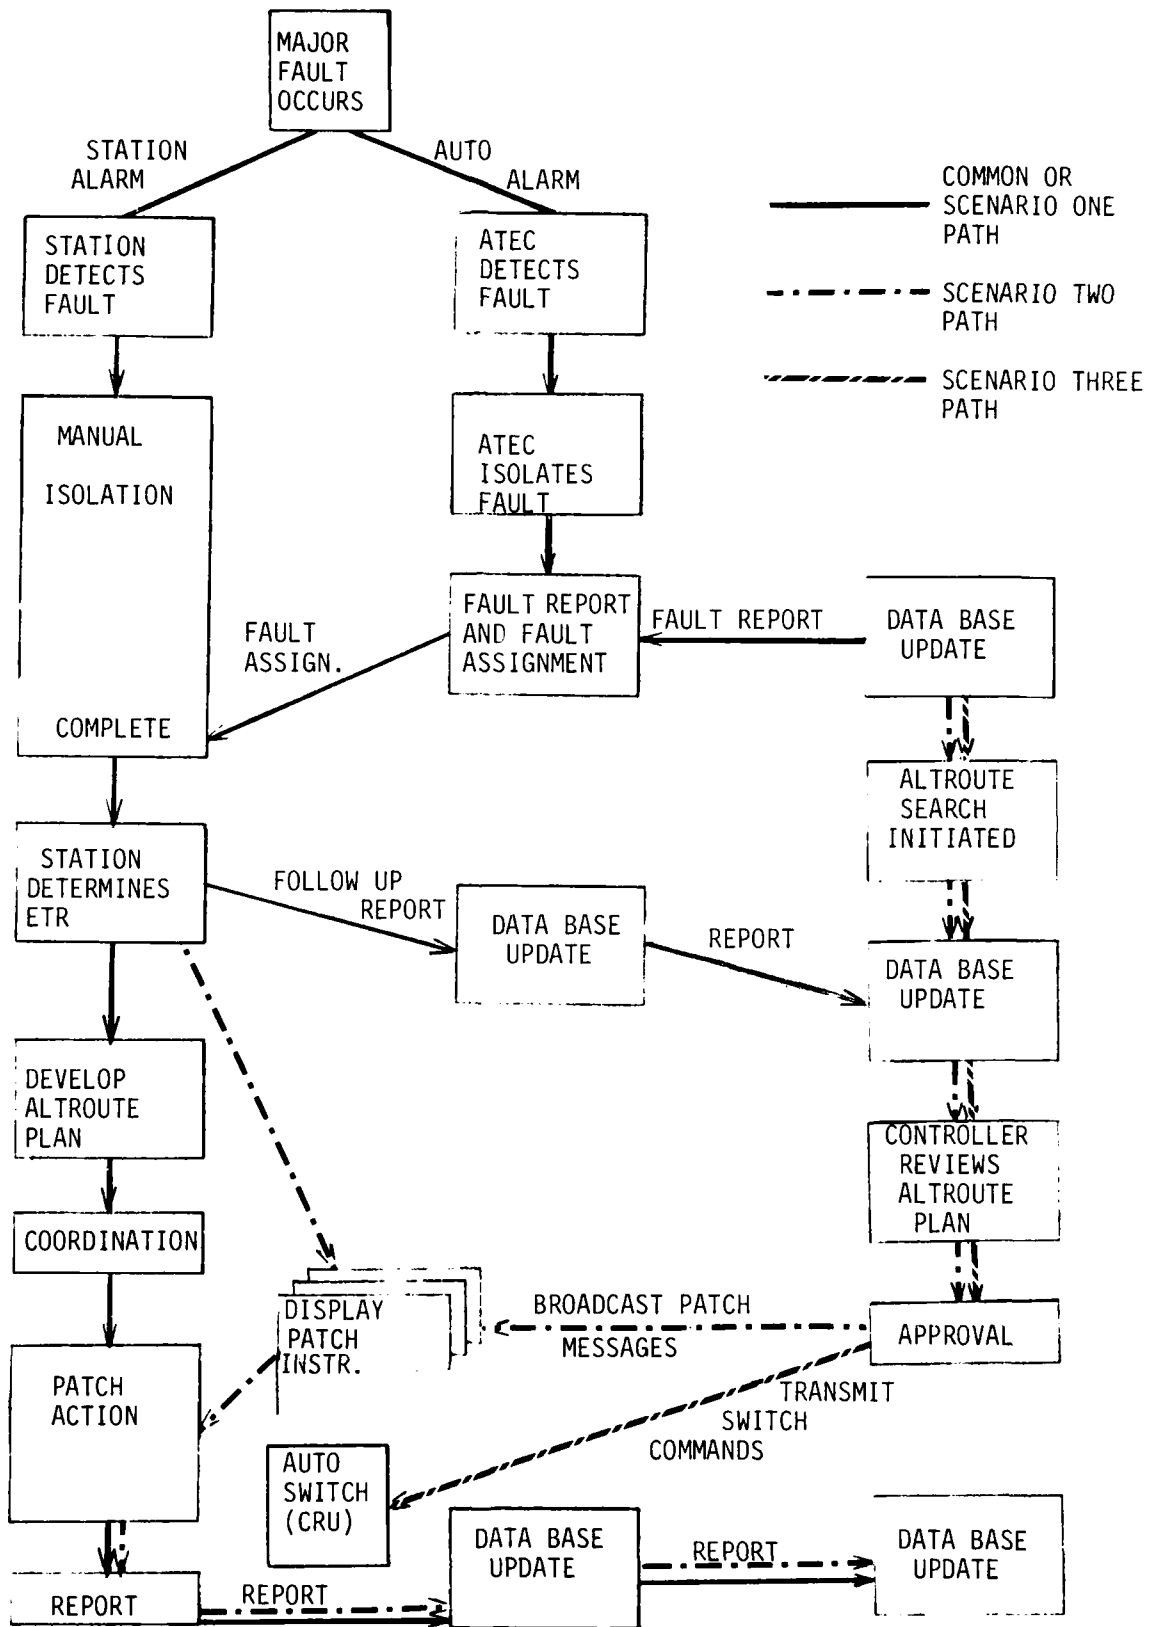 MAJOR
FAULT
OCCURS
STATION
ALARM
AUTO
ALARM
COMMON OR
SCENARIO ONE
PATH
SCENARIO TWO
PATH
SCENARIO THREE
PATH
STATION
DETECTS
FAULT
ATEC
DETECTS
FAULT
MANUAL
ISOLATION
COMPLETE
ATEC
ISOLATES
FAULT
FAULT REPORT
AND FAULT
ASSIGNMENT
FAULT REPORT
DATA BASE
UPDATE
FAULT
ASSIGN.
ALTROUTE
SEARCH
INITIATED
STATION
DETERMINES
ETR
FOLLOW UP
REPORT
DATA BASE
UPDATE
REPORT
DATA BASE
UPDATE
DEVELOP
ALTROUTE
PLAN
CONTROLLER
REVIEWS
ALTROUTE
PLAN
COORDINATION
DISPLAY
PATCH
INSTR.
BROADCAST PATCH
MESSAGES
APPROVAL
PATCH
ACTION
TRANSMIT
SWITCH
COMMANDS
AUTO
SWITCH
(CRU)
DATA BASE
UPDATE
REPORT
DATA BASE
UPDATE
REPORT
REPORT